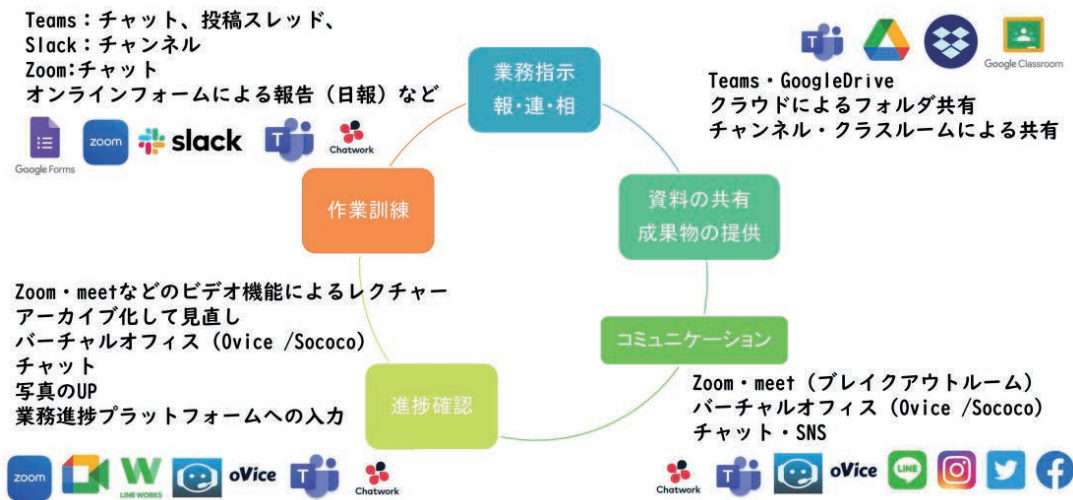 Teams：チャット、投稿スレッド、
Slack：チャンネル
Zoom:チャット
オンラインフォームによる報告（日報）など
Google Forms
zoom
slack
Chatwork
業務指示
報・連・相
Google Classroom
Teams・GoogleDrive
クラウドによるフォルダ共有
チャンネル・クラスルームによる共有
作業訓練
資料の共有
成果物の提供
Zoom・meetなどのビデオ機能によるレクチャー
アーカイブ化して見直し
バーチャルオフィス（Ovice /Sococo）
チャット
写真のUP
業務進捗プラットフォームへの入力
進捗確認
コミュニケーション
Zoom・meet（ブレイクアウトルーム）
バーチャルオフィス（Ovice /Sococo）
チャット・SNS
zoom
LINE WORKS
oVice
Chatwork
Chatwork
oVice
LINE